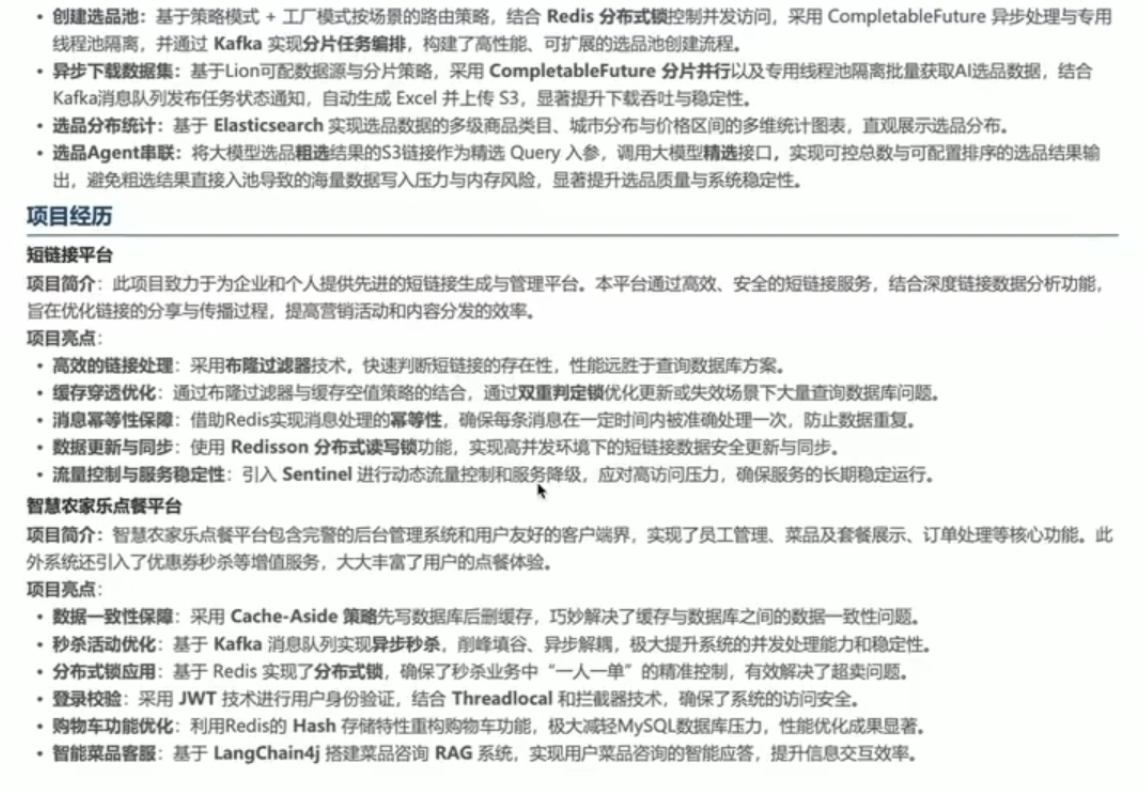 • 创建选品池：基于策略模式 + 工厂模式按场景的路由策略，结合 Redis 分布式锁控制并发访问，采用 CompletableFuture 异步处理与专用
线程池隔离，并通过 Kafka 实现分片任务编排，构建了高性能、可扩展的选品池创建流程。
• 异步下载数据集：基于Lion可配数据源与分片策略，采用 CompletableFuture 分片并行以及专用线程池隔离批量获取AI选品数据，结合
Kafka消息队列发布任务状态通知，自动生成 Excel 并上传 S3，显著提升下载吞吐与稳定性。
• 选品分布统计：基于 Elasticsearch 实现选品数据的多级商品类目、城市分布与价格区间的多维统计图表，直观展示选品分布。
• 选品Agent串联：将大模型选品粗选结果的S3链接作为精选 Query 入参，调用大模型精选接口，实现可控总数与可配置排序的选品结果输
出，避免粗选结果直接入池导致的海量数据写入压力与内存风险，显著提升选品质量与系统稳定性。
项目经历
短链接平台
项目简介：此项目致力于为企业和个人提供先进的短链接生成与管理平台。本平台通过高效、安全的短链接服务，结合深度链接数据分析功能，
旨在优化链接的分享与传播过程，提高营销活动和内容分发的效率。
项目亮点：
• 高效的链接处理：采用布隆过滤器技术，快速判断短链接的存在性，性能远胜于查询数据库方案。
• 缓存穿透优化：通过布隆过滤器与缓存空值策略的结合，通过双重判定锁优化更新或失效场景下大量查询数据库问题。
• 消息幂等性保障：借助Redis实现消息处理的幂等性，确保每条消息在一定时间内被准确处理一次，防止数据重复。
• 数据更新与同步：使用 Redisson 分布式读写锁功能，实现高并发环境下的短链接数据安全更新与同步。
• 流量控制与服务稳定性：引入 Sentinel 进行动态流量控制和服务降级，应对高访问压力，确保服务的长期稳定运行。
智慧农家乐点餐平台
项目简介：智慧农家乐点餐平台包含完警的后台管理系统和用户友好的客户端界，实现了员工管理、菜品及套餐展示、订单处理等核心功能。此
外系统还引入了优惠券秒杀等增值服务，大大丰富了用户的点餐体验。
项目亮点：
• 数据一致性保障：采用 Cache-Aside 策略先写数据库后删缓存，巧妙解决了缓存与数据库之间的数据一致性问题。
• 秒杀活动优化：基于 Kafka 消息队列实现异步秒杀，削峰填谷、异步解耦，极大提升系统的并发处理能力和稳定性。
• 分布式锁应用：基于 Redis 实现了分布式锁，确保了秒杀业务中“一人一单”的精准控制，有效解决了超卖问题。
• 登录校验：采用 JWT 技术进行用户身份验证，结合 Threadlocal 和拦截器技术，确保了系统的访问安全。
• 购物车功能优化：利用Redis的 Hash 存储特性重构购物车功能，极大减轻MySQL数据库压力，性能优化成果显著。
• 智能菜品客服：基于 LangChain4j 搭建菜品咨询 RAG 系统，实现用户菜品咨询的智能应答，提升信息交互效率。